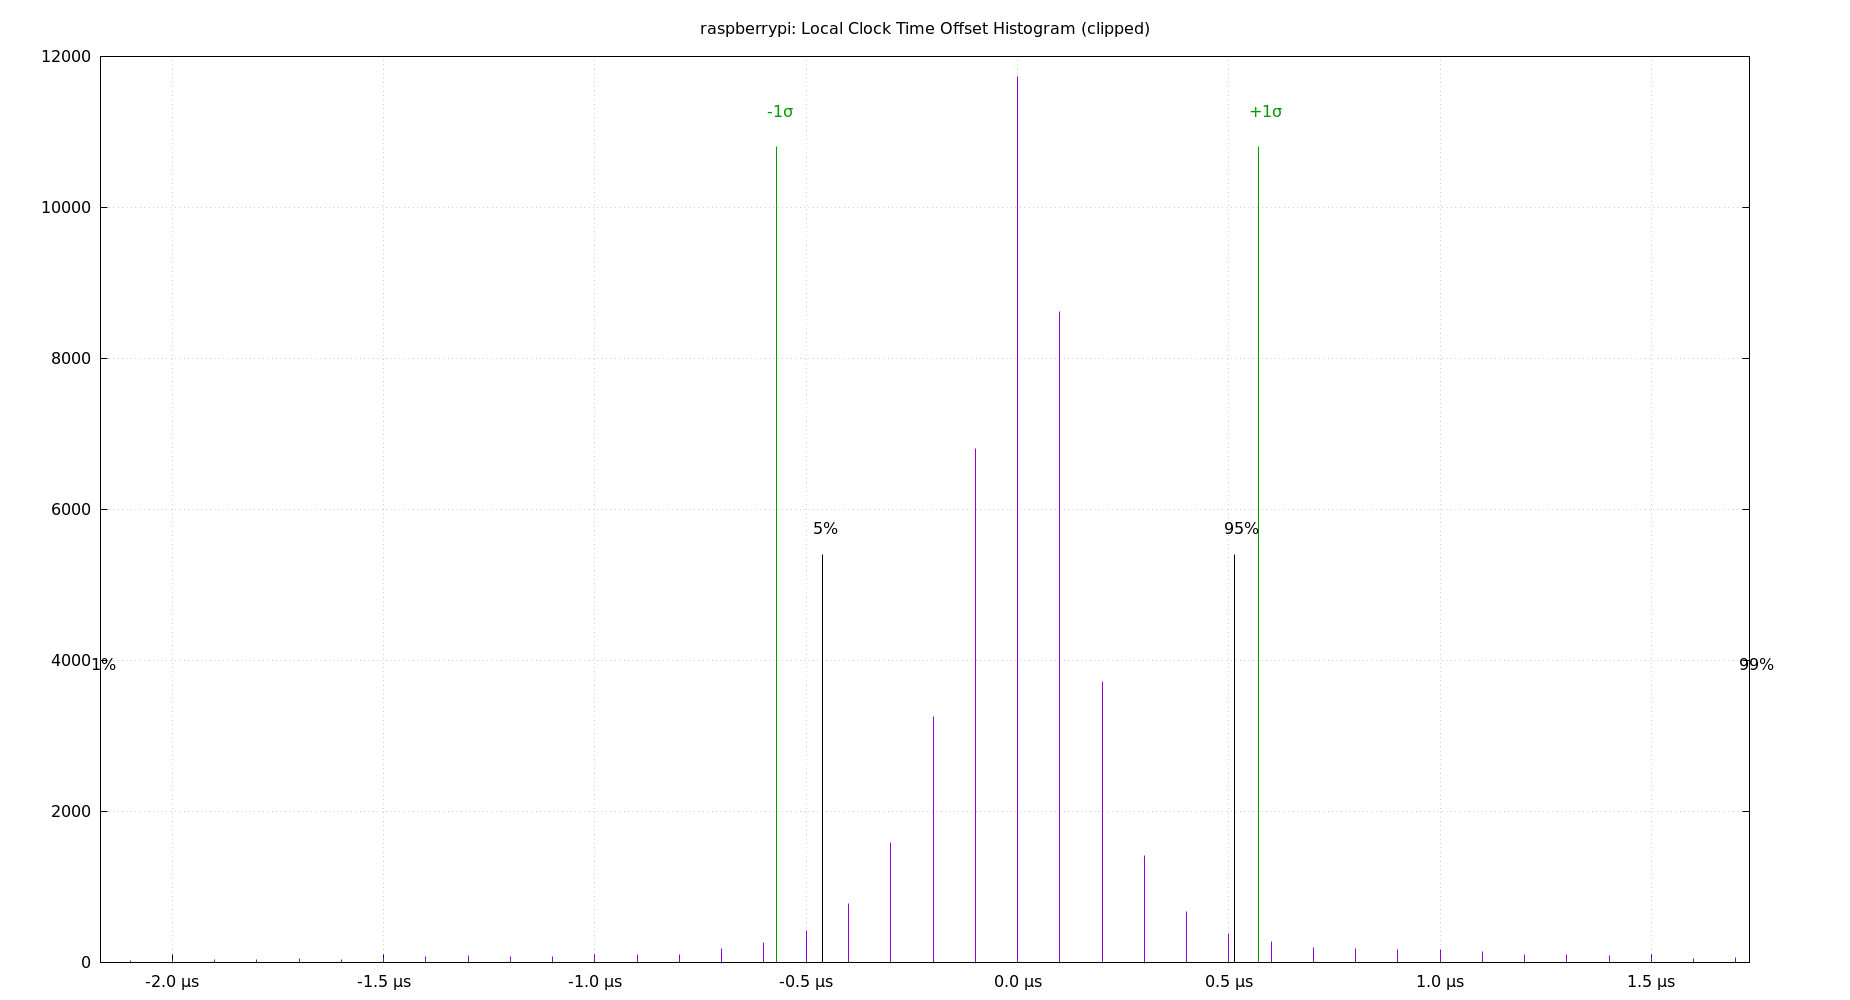 raspberrypi: Local Clock Time Offset Histogram (clipped)
12000
-1σ
+1σ
10000
8000
6000
5%
95%
4000
1%
99%
2000
0
-2.0 µs
-1.5 µs
-1.0 µs
-0.5 µs
0.0 µs
0.5 µs
1.0 µs
1.5 µs